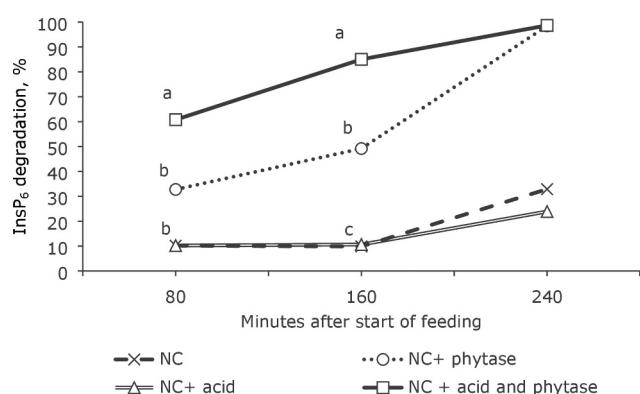 InsP6 degradation, %
100
90
80
70
60
50
40
30
20
10
0
a
a
b
b
b
c
80 160 240
Minutes after start of feeding
NC NC+ phytase
NC+ acid NC + acid and phytase